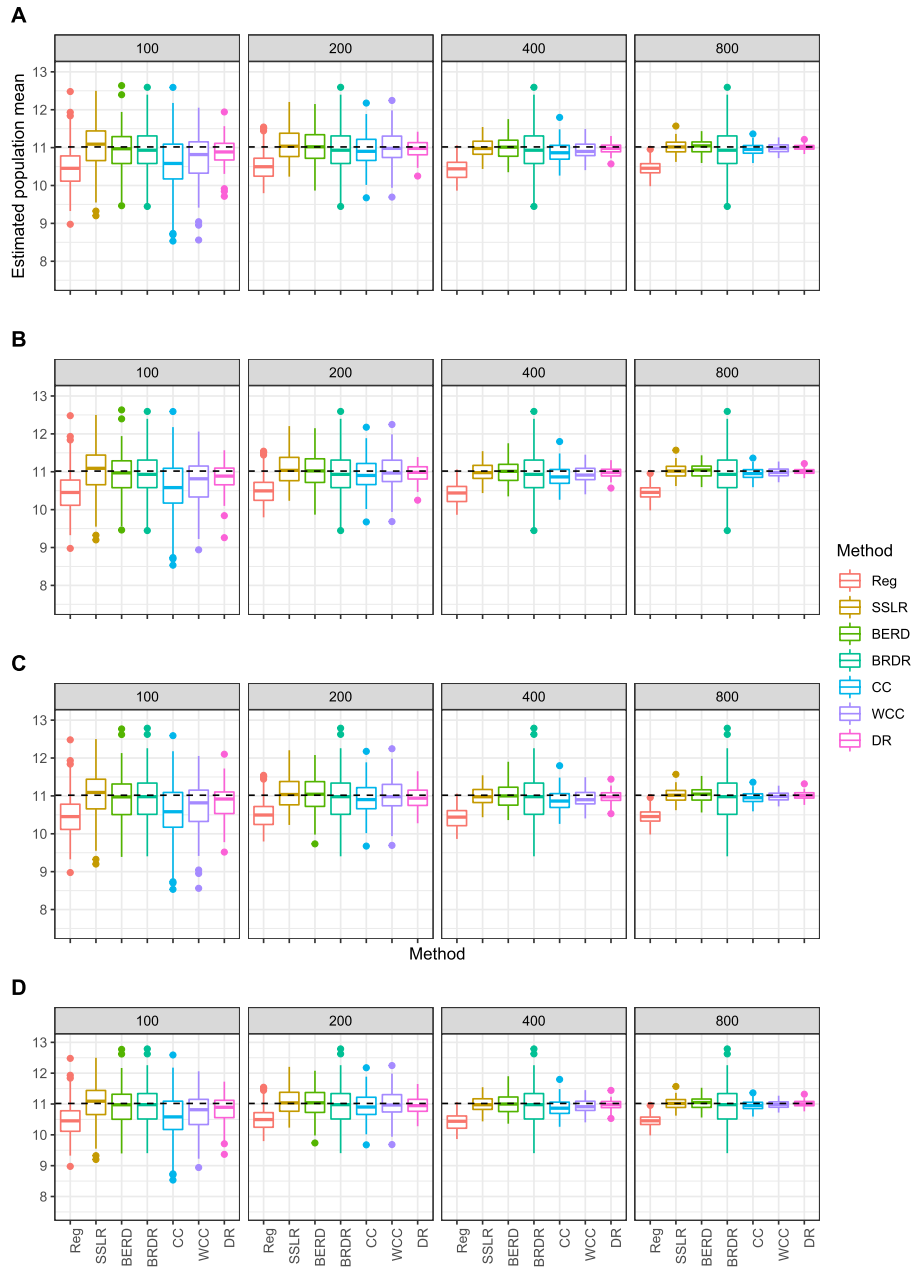 A
100 200 400 800
13
12
11
10
9
8
Estimated population mean
B
100 200 400 800
13
12
11
10
9
8
C
100 200 400 800
13
12
11
10
9
8
Method
D
100 200 400 800
13
12
11
10
9
8
Reg SSLR BERD BRDR CC WCC DR Reg SSLR BERD BRDR CC WCC DR Reg SSLR BERD BRDR CC WCC DR Reg SSLR BERD BRDR CC WCC DR
Method
Reg
SSLR
BERD
BRDR
CC
WCC
DR